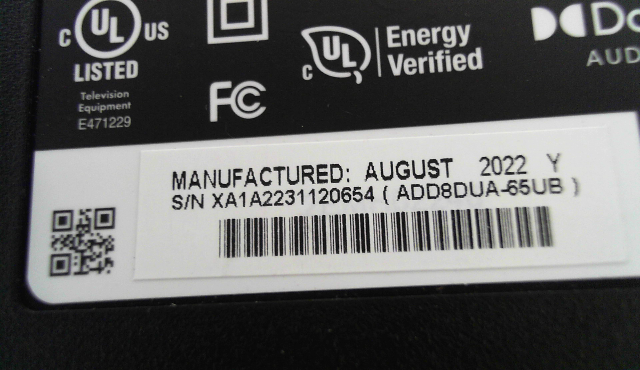 c UL US
LISTED
Television
Equipment
E471229
FC
c UL Energy
Verified
AUD
MANUFACTURED: AUGUST 2022 Y
S/N XA1A2231120654 ( ADD8DUA-65UB )